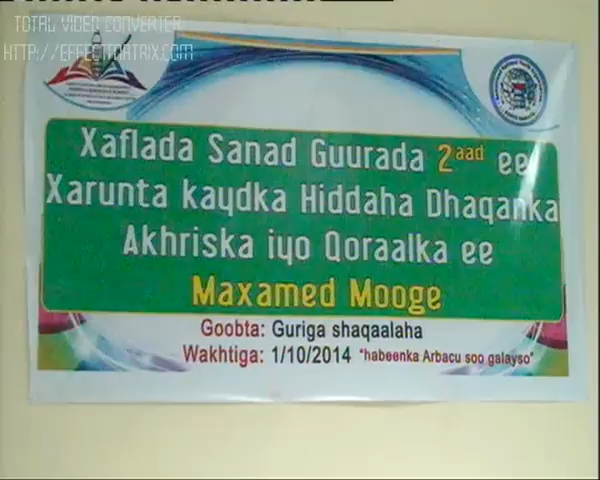 TOTAL VIDEO CONVERTER
HTTP://EFFECTMATRIX.COM
Xaflada Sanad Guurada 2aad ee
Xarunta kaydka Hiddaha Dhaqanka
Akhriska iyo Qoraalka ee
Maxamed Mooge
Goobta: Guriga shaqaalaha
Wakhtiga: 1/10/2014 "habeenka Arbacu soo galayso"